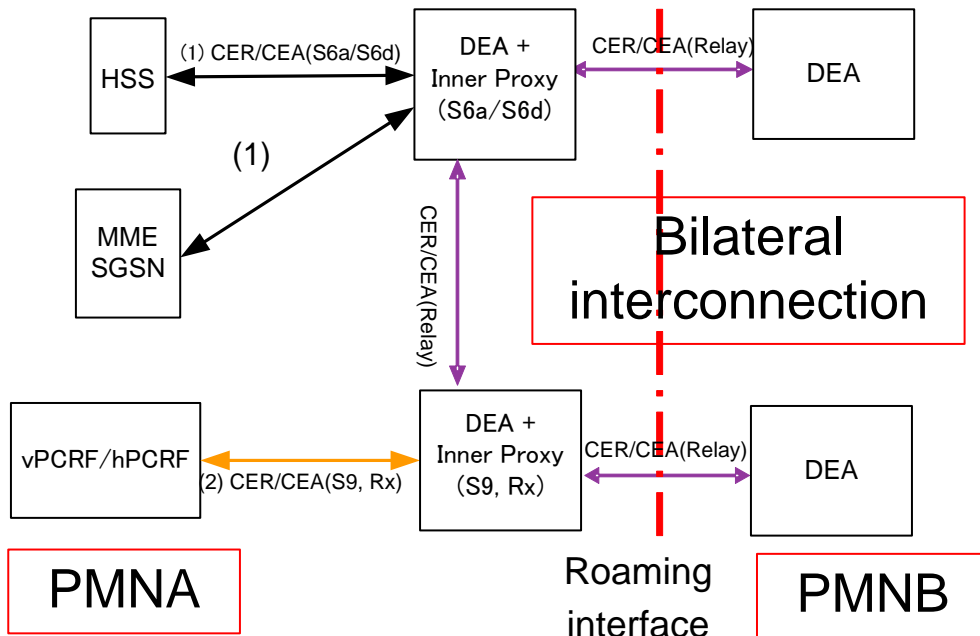 HSS
(1) CER/CEA(S6a/S6d)
DEA +
Inner Proxy
(S6a/S6d)
CER/CEA(Relay)
DEA
(1)
MME
SGSN
CER/CEA(Relay)
Bilateral
interconnection
vPCRF/hPCRF
(2) CER/CEA(S9, Rx)
DEA +
Inner Proxy
(S9, Rx)
CER/CEA(Relay)
DEA
PMNA
Roaming
interface
PMNB